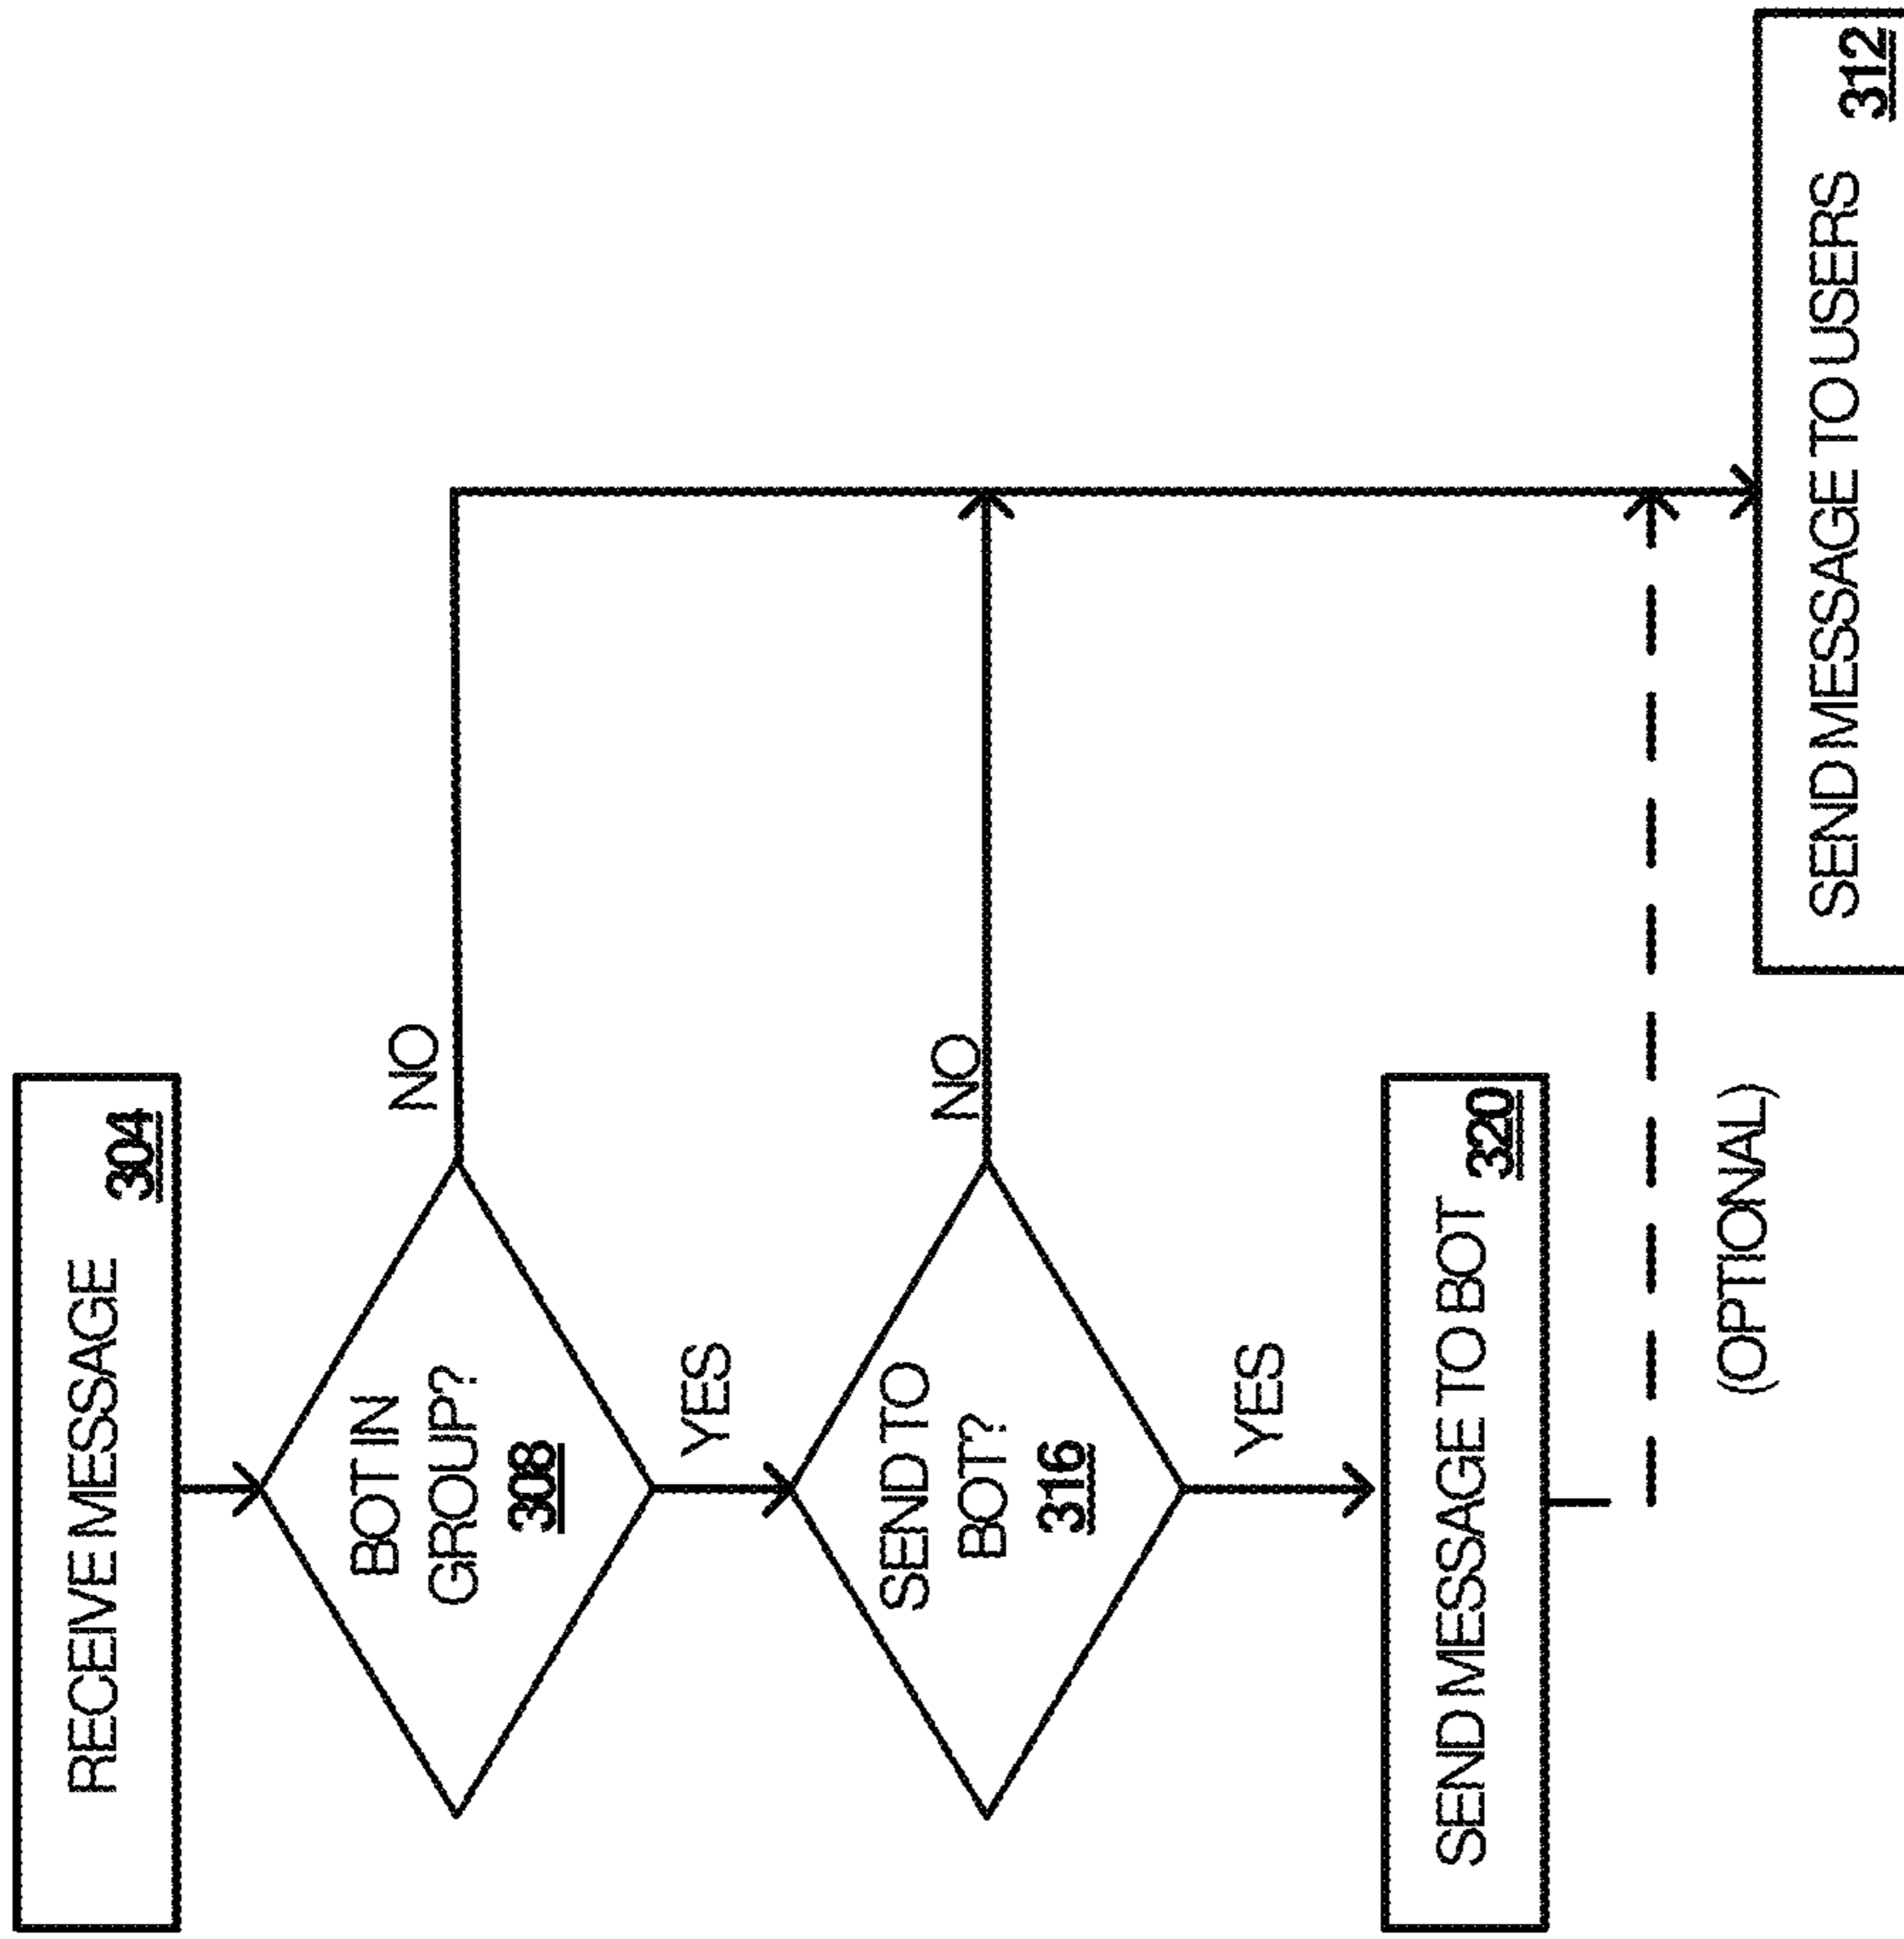 RECEIVE MESSAGE
304
BOT IN
GROUP?
308
NO
YES
SEND TO
BOT?
316
NO
YES
SEND MESSAGE TO BOT
320
(OPTIONAL)
SEND MESSAGE TO USERS
312